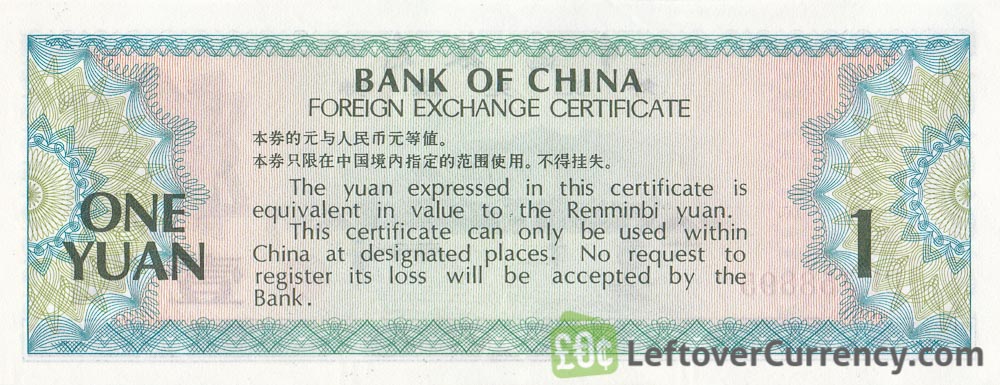 BANK OF CHINA
FOREIGN EXCHANGE CERTIFICATE
本券的元与人民币元等值。
本券只限在中国境内指定的范围使用。不得挂失。
The yuan expressed in this certificate is
equivalent in value to the Renminbi yuan.
This certificate can only be used within
China at designated places. No request to
register its loss will be accepted by the
Bank.
ONE
YUAN
1
£0¢ LeftoverCurrency.com